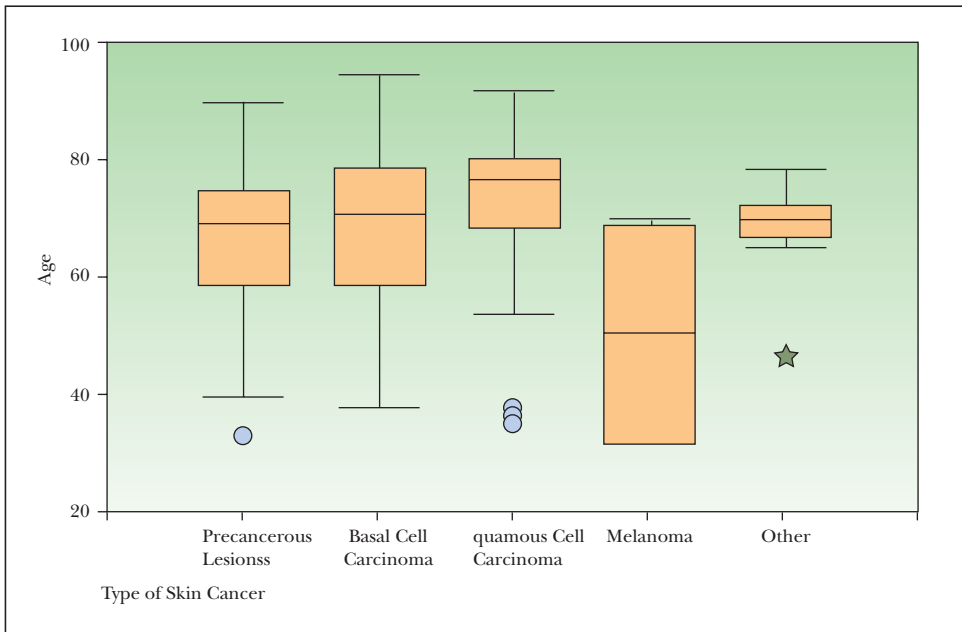 100
80
60
40
20
Age
Precancerous
Lesionss
Basal Cell
Carcinoma
quamous Cell
Carcinoma
Melanoma
Other
Type of Skin Cancer